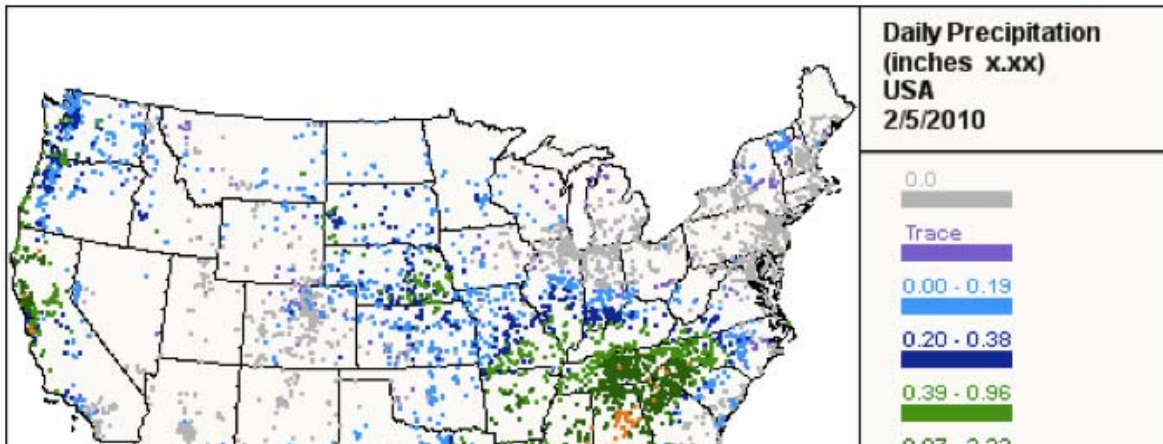 Daily Precipitation
(inches x.xx)
USA
2/5/2010
0.0
Trace
0.00 - 0.19
0.20 - 0.38
0.39 - 0.96